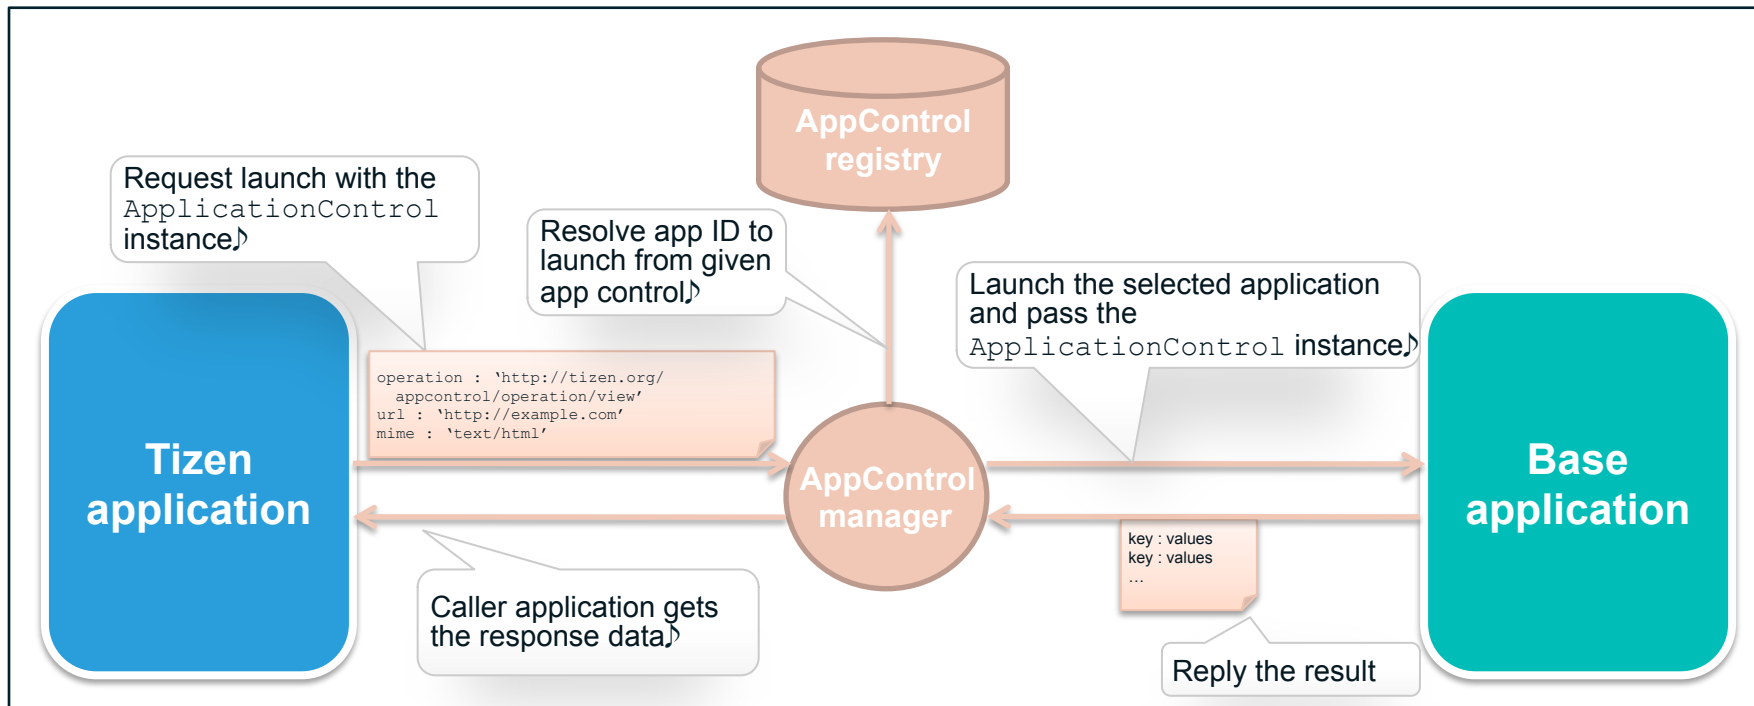 AppControl
registry
Request launch with the
ApplicationControl
instance♪
Resolve app ID to
launch from given
app control♪
Launch the selected application
and pass the
ApplicationControl instance♪
operation : ‘http://tizen.org/
appcontrol/operation/view’
url : ‘http://example.com’
mime : ‘text/html’
Tizen
application
AppControl
manager
Base
application
key : values
key : values
…
Caller application gets
the response data♪
Reply the result